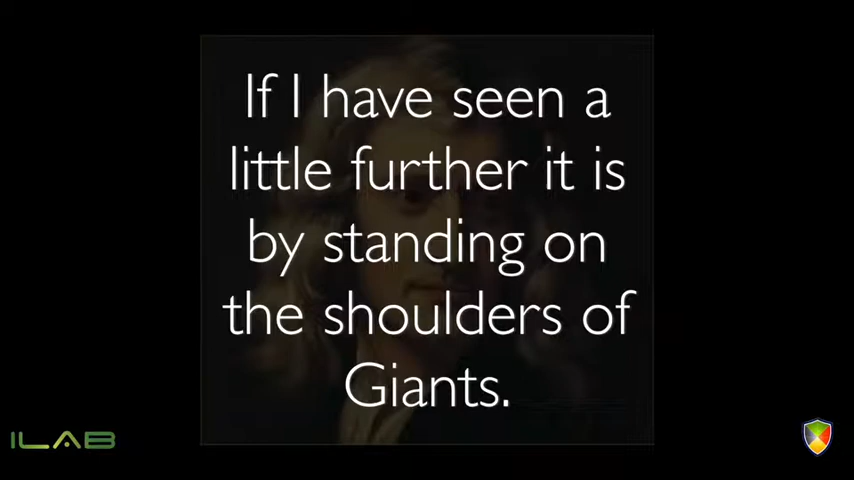 If I have seen a
little further it is
by standing on
the shoulders of
Giants.
ILAB